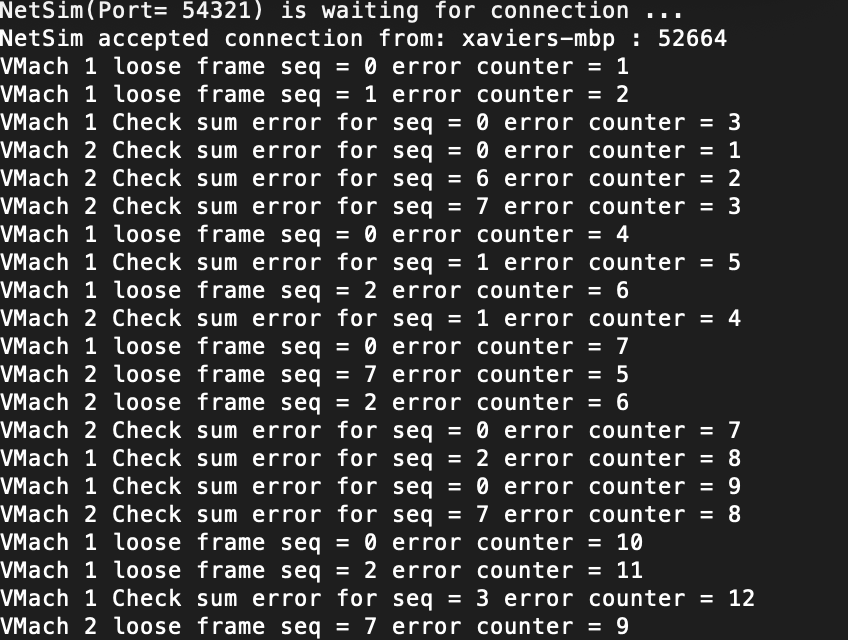 NetSim(Port= 54321) is waiting for connection ...
NetSim accepted connection from: xaviers-mbp : 52664
VMach 1 loose frame seq = 0 error counter = 1
VMach 1 loose frame seq = 1 error counter = 2
VMach 1 Check sum error for seq = 0 error counter = 3
VMach 2 Check sum error for seq = 0 error counter = 1
VMach 2 Check sum error for seq = 6 error counter = 2
VMach 2 Check sum error for seq = 7 error counter = 3
VMach 1 loose frame seq = 0 error counter = 4
VMach 1 Check sum error for seq = 1 error counter = 5
VMach 1 loose frame seq = 2 error counter = 6
VMach 2 Check sum error for seq = 1 error counter = 4
VMach 1 loose frame seq = 0 error counter = 7
VMach 2 loose frame seq = 7 error counter = 5
VMach 2 loose frame seq = 2 error counter = 6
VMach 2 Check sum error for seq = 0 error counter = 7
VMach 1 Check sum error for seq = 2 error counter = 8
VMach 1 Check sum error for seq = 0 error counter = 9
VMach 2 Check sum error for seq = 7 error counter = 8
VMach 1 loose frame seq = 0 error counter = 10
VMach 1 loose frame seq = 2 error counter = 11
VMach 1 Check sum error for seq = 3 error counter = 12
VMach 2 loose frame seq = 7 error counter = 9